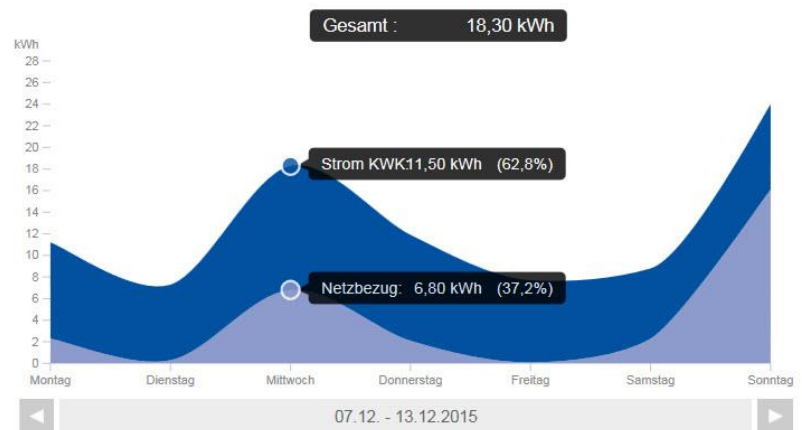 Gesamt : 18,30 kWh
kWh
28
26
24
22
20
18
16
14
12
10
8
6
4
2
0
Strom KWK:11,50 kWh (62,8%)
Netzbezug: 6,80 kWh (37,2%)
Montag Dienstag Mittwoch Donnerstag Freitag Samstag Sonntag
07.12. - 13.12.2015